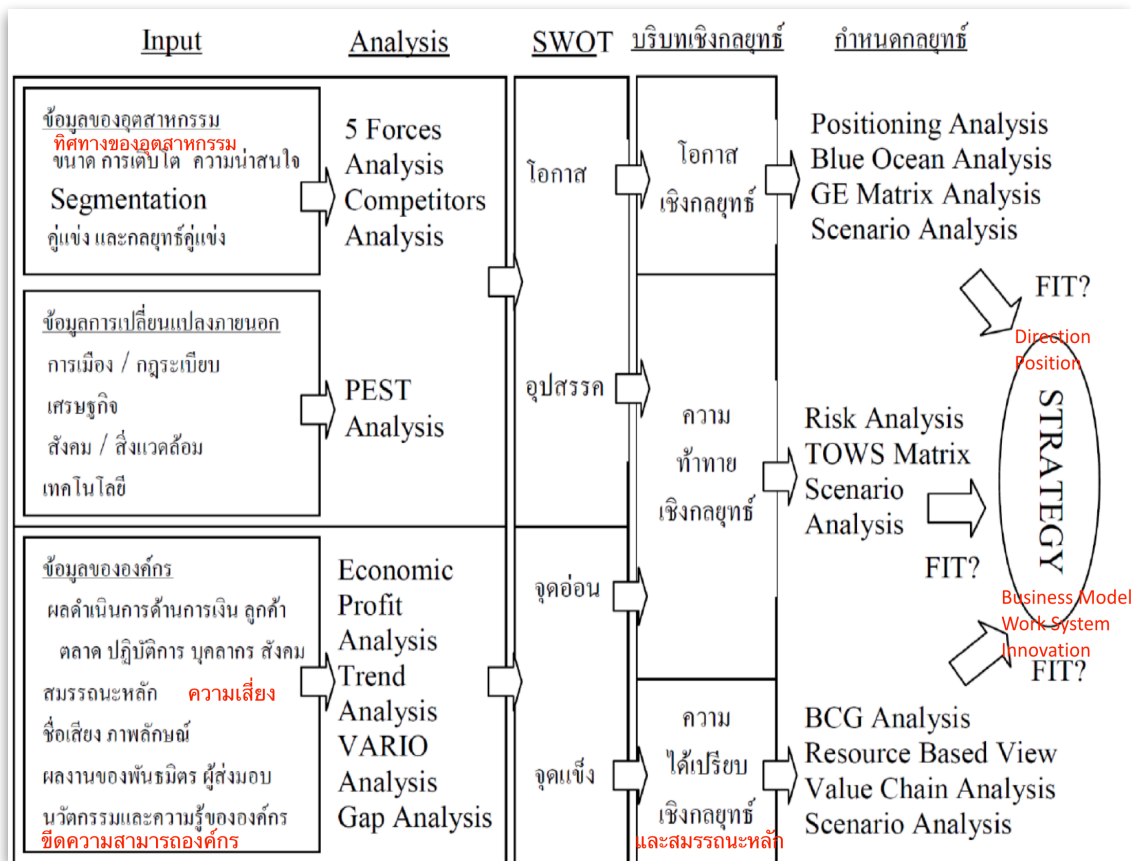 Input
Analysis
SWOT
บริบทเชิงกลยุทธ์
กำหนดกลยุทธ์
ข้อมูลของอุตสาหกรรม
ทิศทางของอุตสาหกรรม
ขนาด การเติบโต ความน่าสนใจ
Segmentation
คู่แข่ง และกลยุทธ์คู่แข่ง
5 Forces
Analysis
Competitors
Analysis
ข้อมูลการเปลี่ยนแปลงภายนอก
การเมือง / กฎระเบียบ
เศรษฐกิจ
สังคม / สิ่งแวดล้อม
เทคโนโลยี
PEST
Analysis
ข้อมูลขององค์กร
ผลดำเนินการด้านการเงิน ลูกค้า
ตลาด ปฏิบัติการ บุคลากร สังคม
สมรรถนะหลัก ความเสี่ยง
ชื่อเสียง ภาพลักษณ์
ผลงานของพันธมิตร ผู้ส่งมอบ
นวัตกรรมและความรู้ขององค์กร
ขีดความสามารถองค์กร
Economic
Profit
Analysis
Trend
Analysis
VARIO
Analysis
Gap Analysis
โอกาส
อุปสรรค
จุดอ่อน
จุดแข็ง
โอกาส
เชิงกลยุทธ์
ความ
ท้าทาย
เชิงกลยุทธ์
ความ
ได้เปรียบ
เชิงกลยุทธ์
และสมรรถนะหลัก
Positioning Analysis
Blue Ocean Analysis
GE Matrix Analysis
Scenario Analysis
Risk Analysis
TOWS Matrix
Scenario
Analysis
BCG Analysis
Resource Based View
Value Chain Analysis
Scenario Analysis
FIT?
FIT?
FIT?
Direction
Position
STRATEGY
Business Model
Work System
Innovation